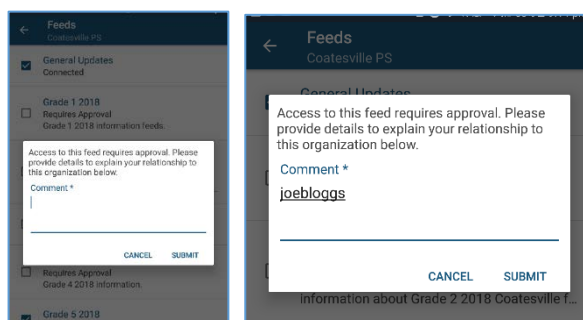 Feeds
Coatesville PS
General Updates
Connected
Grade 1 2018
Requires Approval
Grade 1 2018 information feeds.
Access to this feed requires approval. Please
provide details to explain your relationship to
this organization below.
Comment *
CANCEL SUBMIT
Requires Approval
Grade 4 2018 information.
Grade 5 2018
Feeds
Coatesville PS
General Updates
Access to this feed requires approval. Please
provide details to explain your relationship to
this organization below.
Comment *
joebloggs
CANCEL SUBMIT
information about Grade 2 2018 Coatesville f...